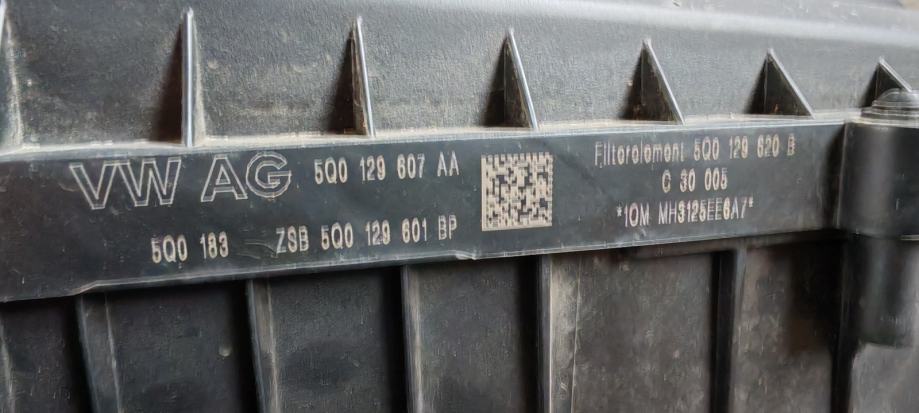 VW AG 5Q0 129 607 AA
5Q0 183 ZSB 5Q0 129 601 BP
Filterelement 5Q0 129 620 B
C 30 005
*10M MH3125EE6A7*